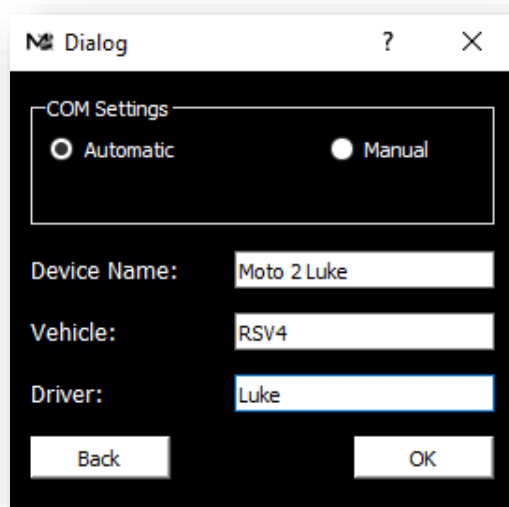 Dialog ?
COM Settings
Automatic Manual
Device Name: Moto 2 Luke
Vehicle: RSV4
Driver: Luke
Back OK